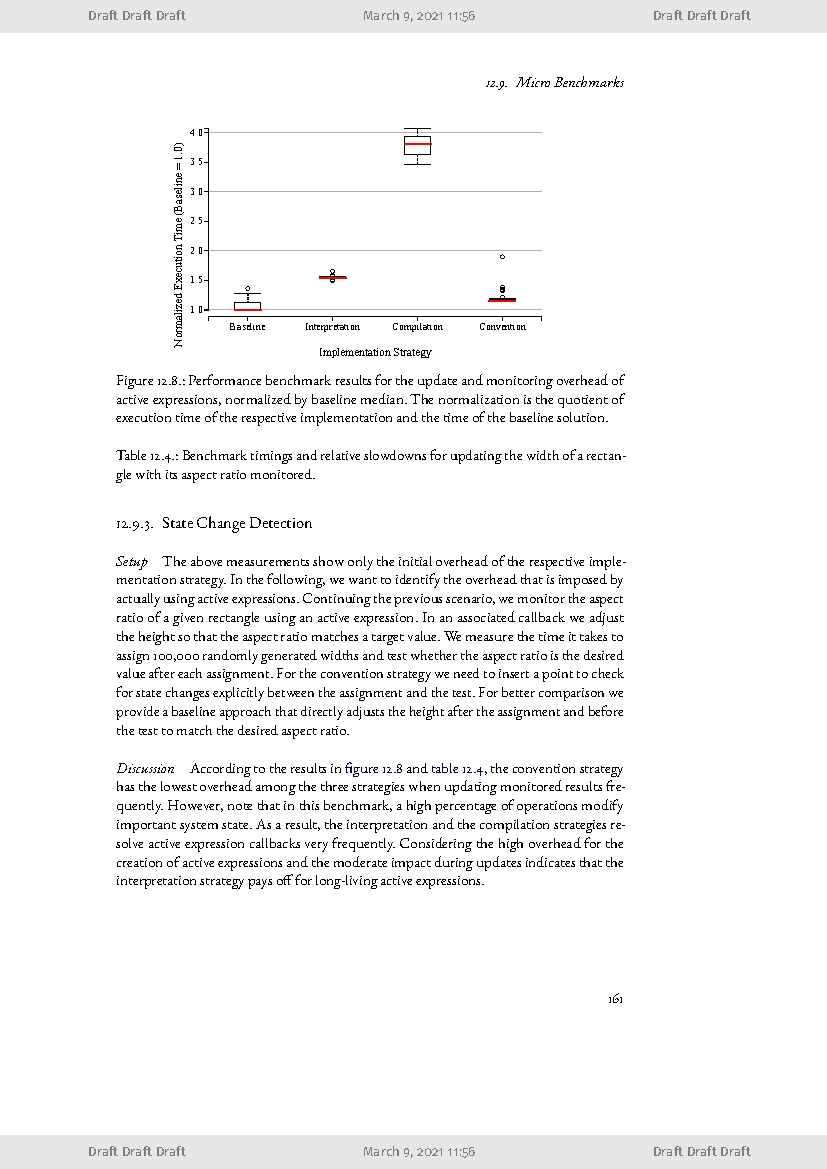 Draft Draft Draft March 9, 2021 11:56 Draft Draft Draft
12.9. Micro Benchmarks
Normalized Execution Time (Baseline = 1.0)
4 0
3 5
3 0
2 5
2 0
1 5
1 0
Baseline Interpretation Compilation Convention
Implementation Strategy
Figure 12.8.: Performance benchmark results for the update and monitoring overhead of
active expressions, normalized by baseline median. The normalization is the quotient of
execution time of the respective implementation and the time of the baseline solution.
Table 12.4.: Benchmark timings and relative slowdowns for updating the width of a rectan-
gle with its aspect ratio monitored.
12.9.3. State Change Detection
Setup The above measurements show only the initial overhead of the respective imple-
mentation strategy. In the following, we want to identify the overhead that is imposed by
actually using active expressions. Continuing the previous scenario, we monitor the aspect
ratio of a given rectangle using an active expression. In an associated callback we adjust
the height so that the aspect ratio matches a target value. We measure the time it takes to
assign 100,000 randomly generated widths and test whether the aspect ratio is the desired
value after each assignment. For the convention strategy we need to insert a point to check
for state changes explicitly between the assignment and the test. For better comparison we
provide a baseline approach that directly adjusts the height after the assignment and before
the test to match the desired aspect ratio.
Discussion According to the results in figure 12.8 and table 12.4, the convention strategy
has the lowest overhead among the three strategies when updating monitored results fre-
quently. However, note that in this benchmark, a high percentage of operations modify
important system state. As a result, the interpretation and the compilation strategies re-
solve active expression callbacks very frequently. Considering the high overhead for the
creation of active expressions and the moderate impact during updates indicates that the
interpretation strategy pays off for long-living active expressions.
161
Draft Draft Draft March 9, 2021 11:56 Draft Draft Draft